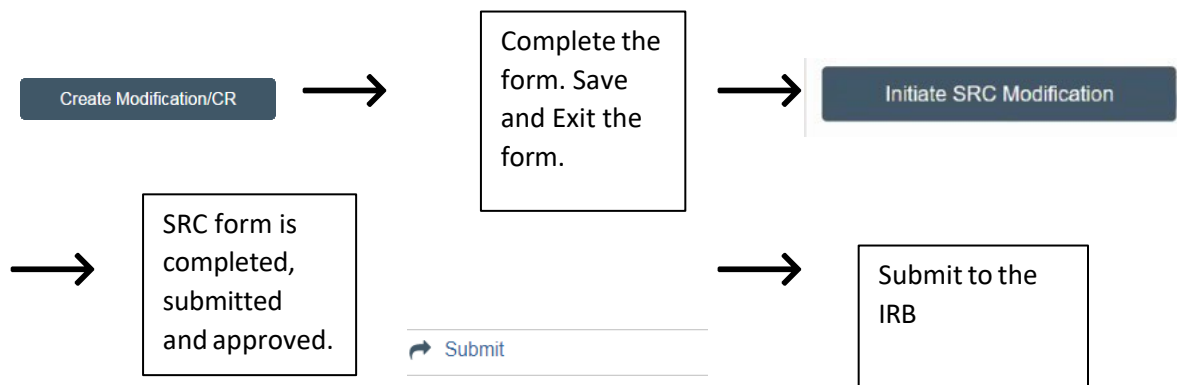 Create Modification/CR
Complete the
form. Save
and Exit the
form.
Initiate SRC Modification
SRC form is
completed,
submitted
and approved.
Submit
Submit to the
IRB